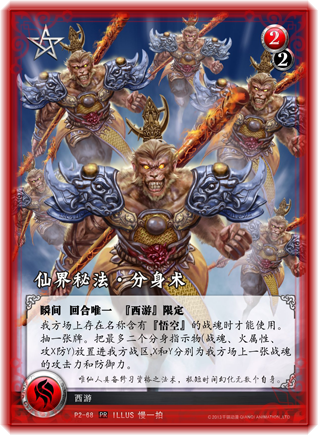 2
2
仙界秘法·分身术
瞬间 回合唯一 『西游』限定
我方场上存在名称含有『悟空』的战魂时才能使用。
抽一张牌。把最多二个分身指示物(战魂、火属性、
攻X防Y)放置进我方战区,X和Y分别为我方场上一张战魂
的攻击力和防御力。
西游
P2-68 PR ILLUS 惯一拍